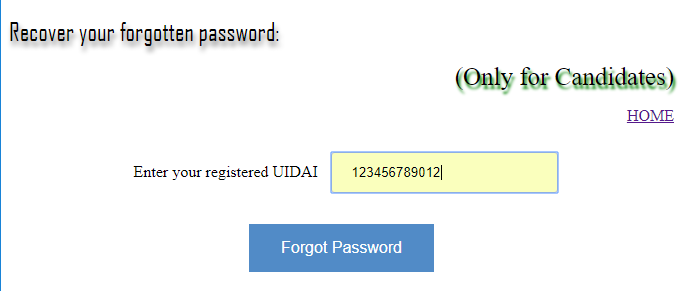 Recover your forgotten password:
(Only for Candidates)
HOME
Enter your registered UIDAI 123456789012
Forgot Password